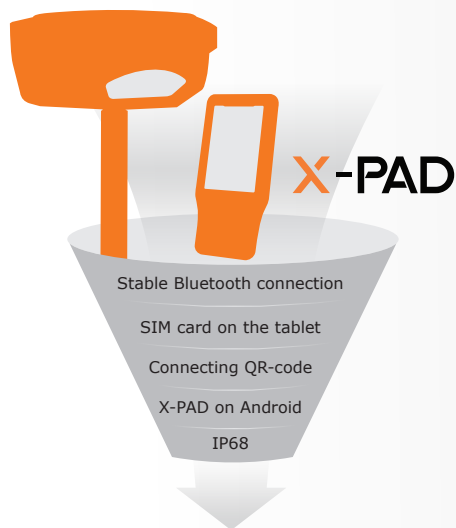 X-PAD
Stable Bluetooth connection
SIM card on the tablet
Connecting QR-code
X-PAD on Android
IP68